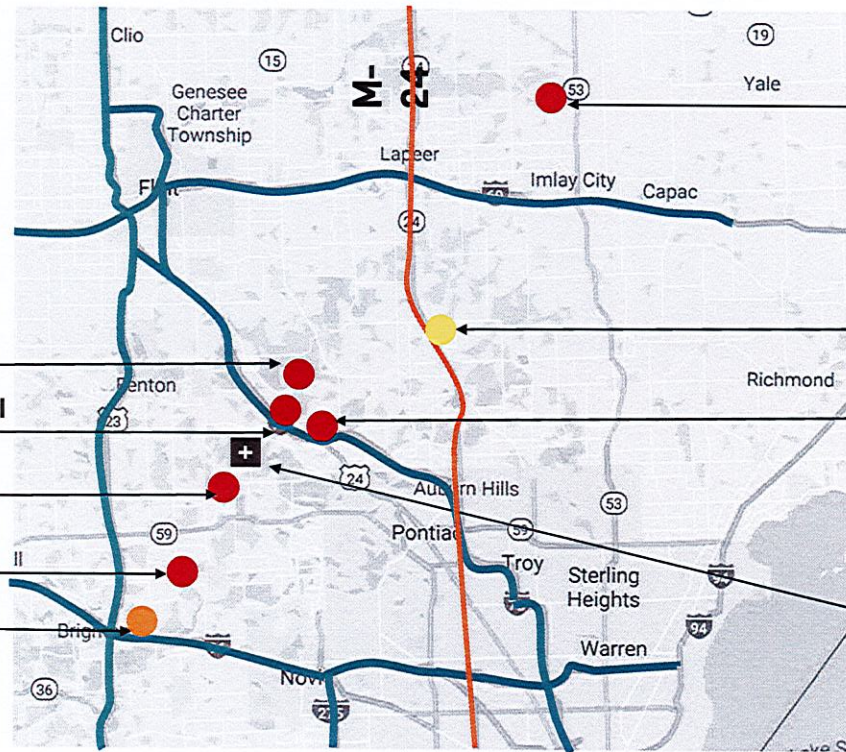 Clio
15
19
Yale
53
Genesee
Charter
Township
M-
24
Lapeer
Imlay City
Capac
24
Fenton
Richmond
23
24
Auburn Hills
53
59
Pontiac
59
Troy
Sterling
Heights
94
Warren
Novi
36